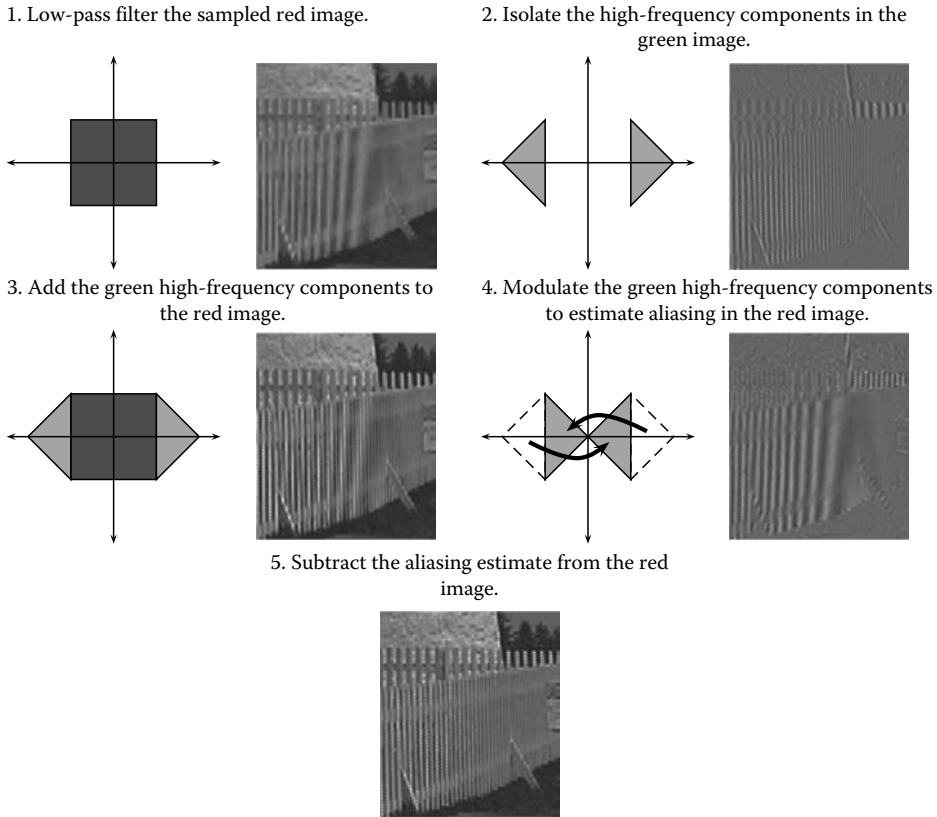 1. Low-pass filter the sampled red image.
2. Isolate the high-frequency components in the
green image.
3. Add the green high-frequency components to
the red image.
4. Modulate the green high-frequency components
to estimate aliasing in the red image.
5. Subtract the aliasing estimate from the red
image.